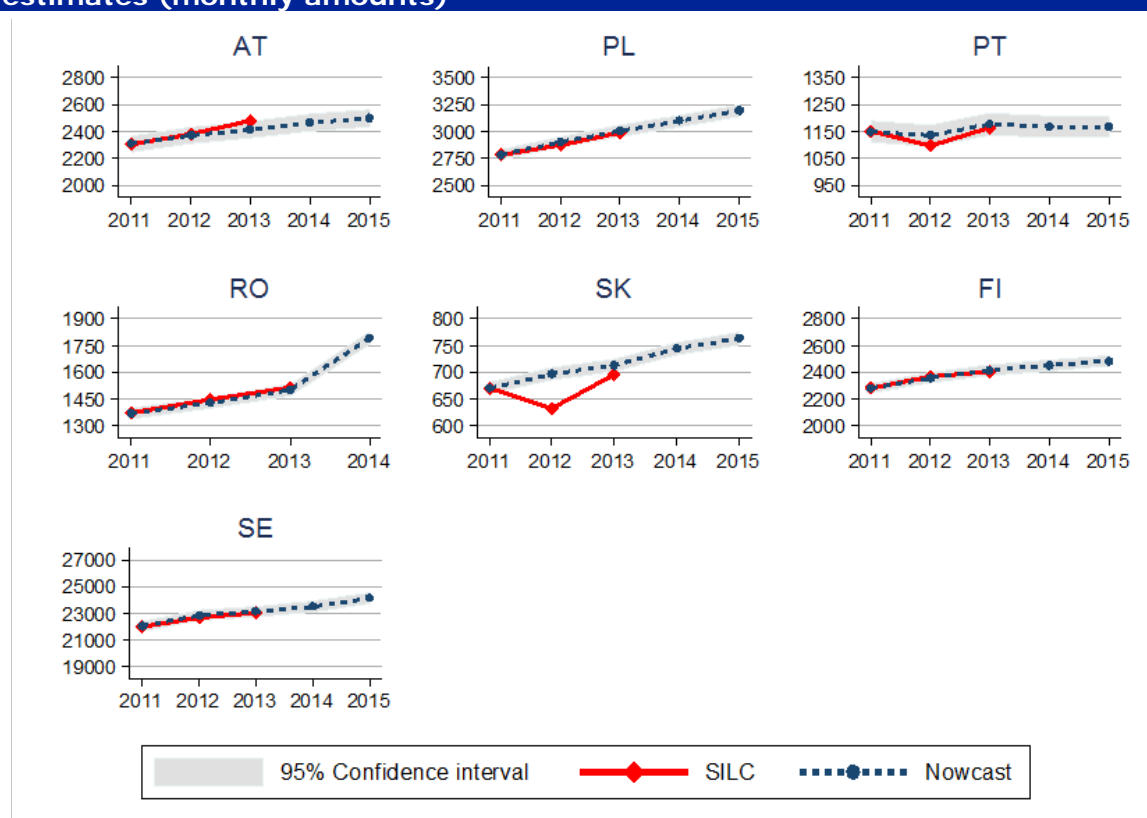 estimates (monthly amounts)
AT PL PT
2800 3500 1350
2600 3250 1250
2400 3000 1150
2200 2750 1050
2000 2500 950
2011 2012 2013 2014 2015 2011 2012 2013 2014 2015 2011 2012 2013 2014 2015
RO SK FI
1900 800 2800
1750 750 2600
1600 700 2400
1450 650 2200
1300 600 2000
2011 2012 2013 2014 2011 2012 2013 2014 2015 2011 2012 2013 2014 2015
SE
27000
25000
23000
21000
19000
2011 2012 2013 2014 2015
95% Confidence interval SILC Nowcast